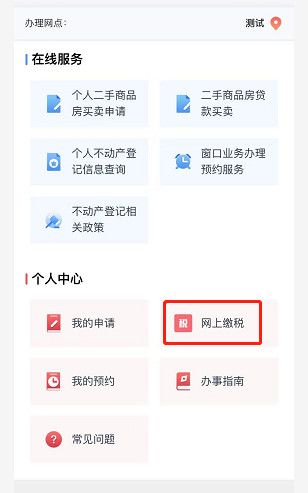 办理网点： 测试
在线服务
个人二手商品 二手商品房贷
房买卖申请 款买卖
个人不动产登 窗口业务办理
记信息查询 预约服务
不动产登记相
关政策
个人中心
我的申请 税 网上缴税
我的预约 办事指南
? 常见问题